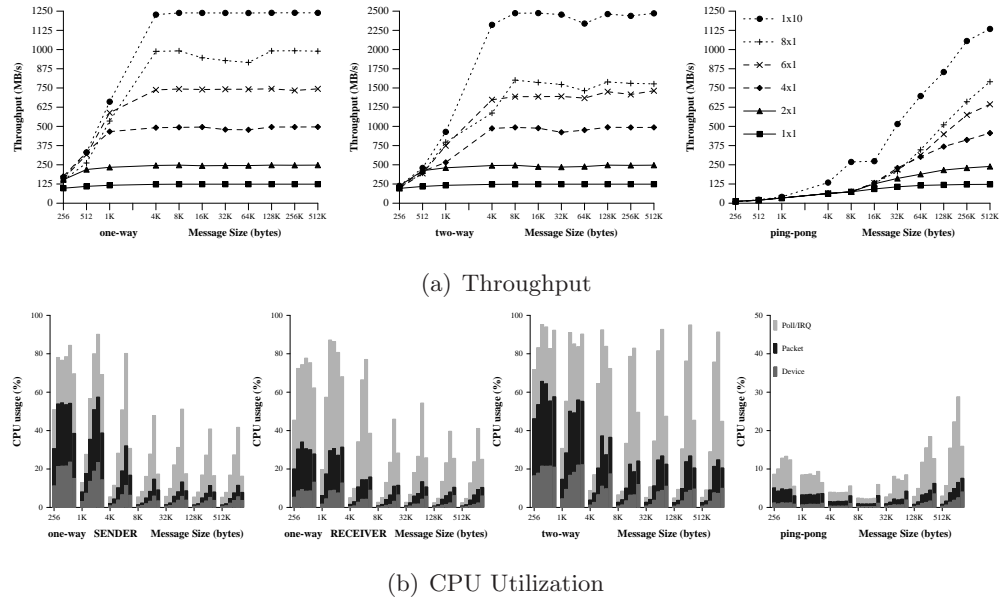 Throughput (MB/s)
1250
1125
1000
875
750
625
500
375
250
125
0
256 512 1K 4K 8K 16K 32K 64K 128K 256K 512K
one-way Message Size (bytes)
Throughput (MB/s)
2500
2250
2000
1750
1500
1250
1000
750
500
250
0
256 512 1K 4K 8K 16K 32K 64K 128K 256K 512K
two-way Message Size (bytes)
Throughput (MB/s)
1250
1125
1000
875
750
625
500
375
250
125
0
1x10
8x1
6x1
4x1
2x1
1x1
256 512 1K 4K 8K 16K 32K 64K 128K 256K 512K
ping-pong Message Size (bytes)
(a) Throughput
CPU usage (%)
100
80
60
40
20
0
256 1K 4K 8K 32K 128K 512K
one-way SENDER Message Size (bytes)
CPU usage (%)
100
80
60
40
20
0
256 1K 4K 8K 32K 128K 512K
one-way RECEIVER Message Size (bytes)
CPU usage (%)
100
80
60
40
20
0
256 1K 4K 8K 32K 128K 512K
two-way Message Size (bytes)
CPU usage (%)
50
40
30
20
10
0
Poll/IRQ
Packet
Device
256 1K 4K 8K 32K 128K 512K
ping-pong Message Size (bytes)
(b) CPU Utilization